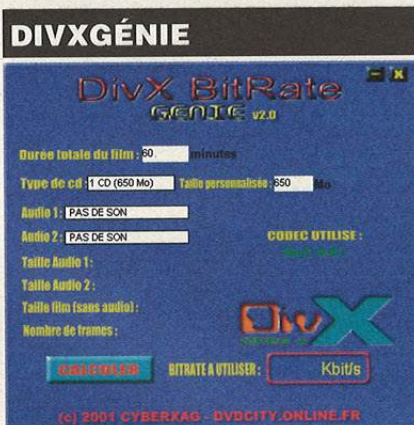 DIVXGÉNIE
DivX BitRate
GENIE v2.0
Durée totale du film : 60 minutes
Type de cd : 1 CD (650 Mo) Taille personnalisée : 650 Mo
Audio 1 : PAS DE SON
Audio 2 : PAS DE SON
CODEC UTILISE :
Taille Audio 1 :
Taille Audio 2 :
Taille film (sans audio) :
Nombre de frames :
DivX
CALCULER BITRATE A UTILISER : Kbit/s
(c) 2001 CYBERXAG - DVDCITY.ONLINE.FR